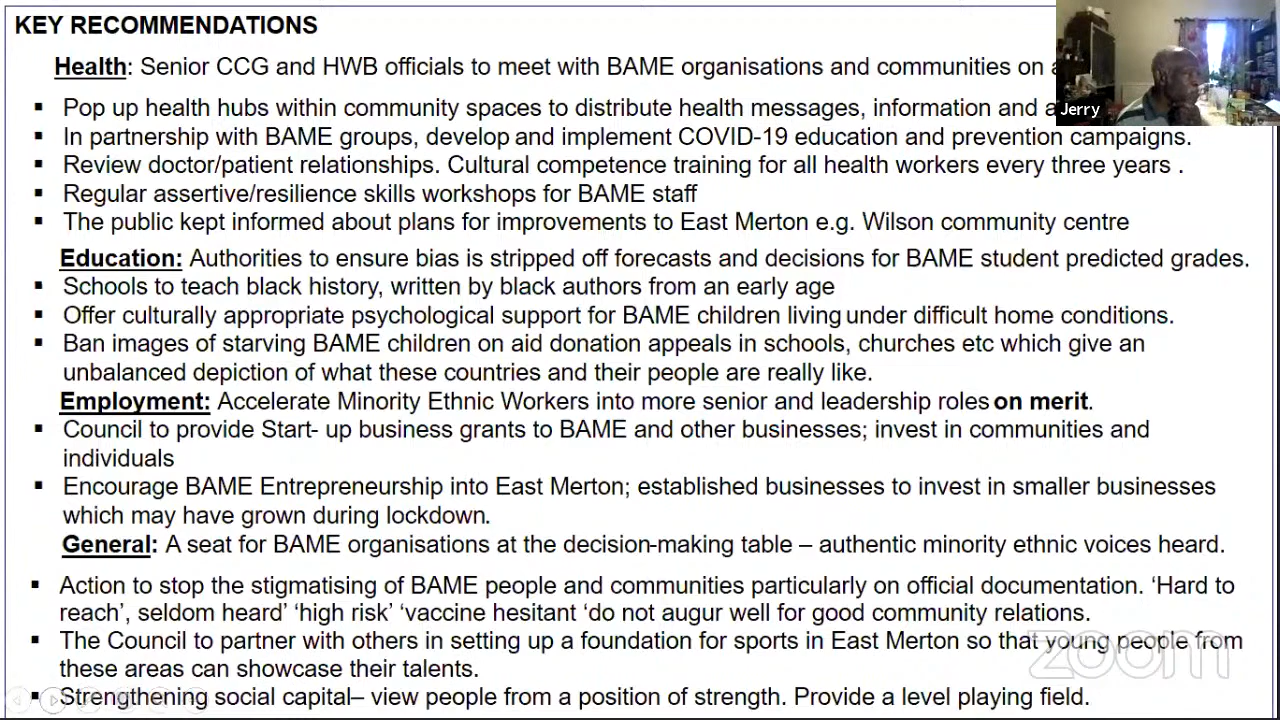 KEY RECOMMENDATIONS
Health: Senior CCG and HWB officials to meet with BAME organisations and communities on
▪ Pop up health hubs within community spaces to distribute health messages, information and
Jerry
▪ In partnership with BAME groups, develop and implement COVID-19 education and prevention campaigns.
▪ Review doctor/patient relationships. Cultural competence training for all health workers every three years .
▪ Regular assertive/resilience skills workshops for BAME staff
▪ The public kept informed about plans for improvements to East Merton e.g. Wilson community centre
Education: Authorities to ensure bias is stripped off forecasts and decisions for BAME student predicted grades.
▪ Schools to teach black history, written by black authors from an early age
▪ Offer culturally appropriate psychological support for BAME children living under difficult home conditions.
▪ Ban images of starving BAME children on aid donation appeals in schools, churches etc which give an
unbalanced depiction of what these countries and their people are really like.
Employment: Accelerate Minority Ethnic Workers into more senior and leadership roles on merit.
▪ Council to provide Start- up business grants to BAME and other businesses; invest in communities and
individuals
▪ Encourage BAME Entrepreneurship into East Merton; established businesses to invest in smaller businesses
which may have grown during lockdown.
General: A seat for BAME organisations at the decision-making table – authentic minority ethnic voices heard.
▪ Action to stop the stigmatising of BAME people and communities particularly on official documentation. ‘Hard to
reach’, seldom heard’ ‘high risk’ ‘vaccine hesitant ‘do not augur well for good community relations.
▪ The Council to partner with others in setting up a foundation for sports in East Merton so that young people from
these areas can showcase their talents.
zoom
▪ Strengthening social capital– view people from a position of strength. Provide a level playing field.